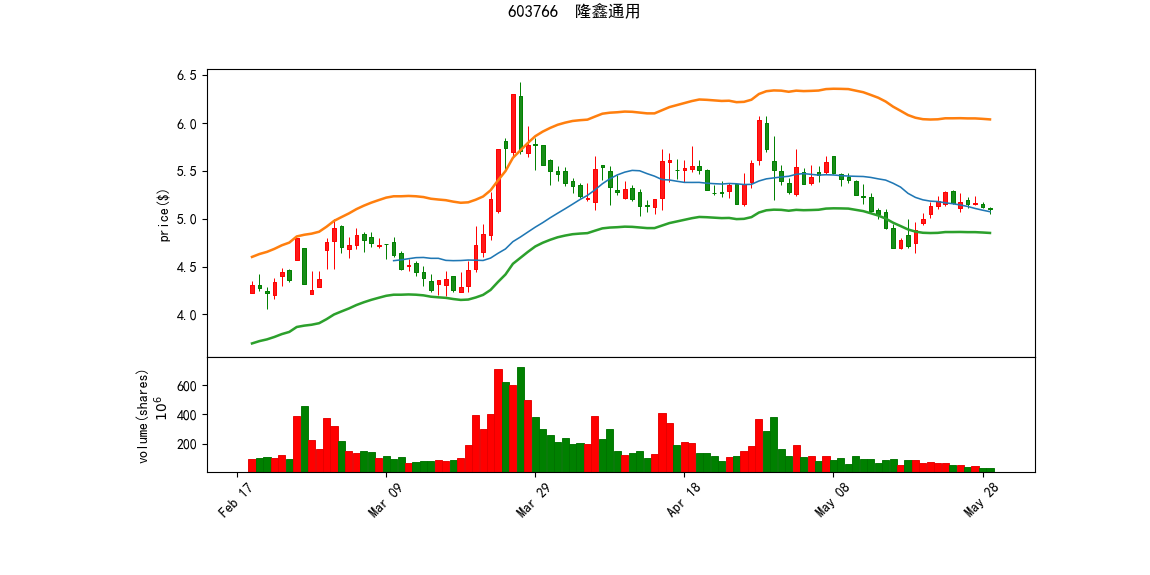 603766 隆鑫通用
price($)
6.5
6.0
5.5
5.0
4.5
4.0
volume(shares)
10^6
600
400
200
Feb 17
Mar 09
Mar 29
Apr 18
May 08
May 28